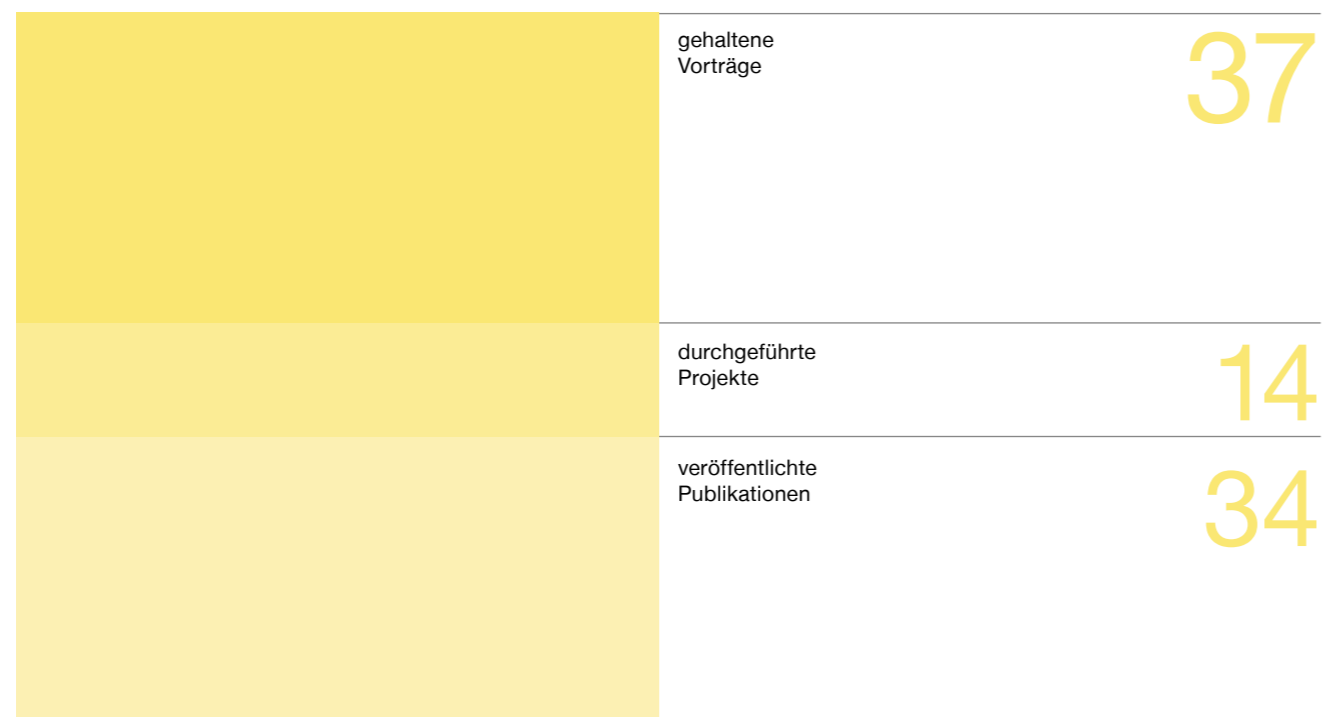 gehaltene
Vorträge
37
durchgeführte
Projekte
14
veröffentlichte
Publikationen
34